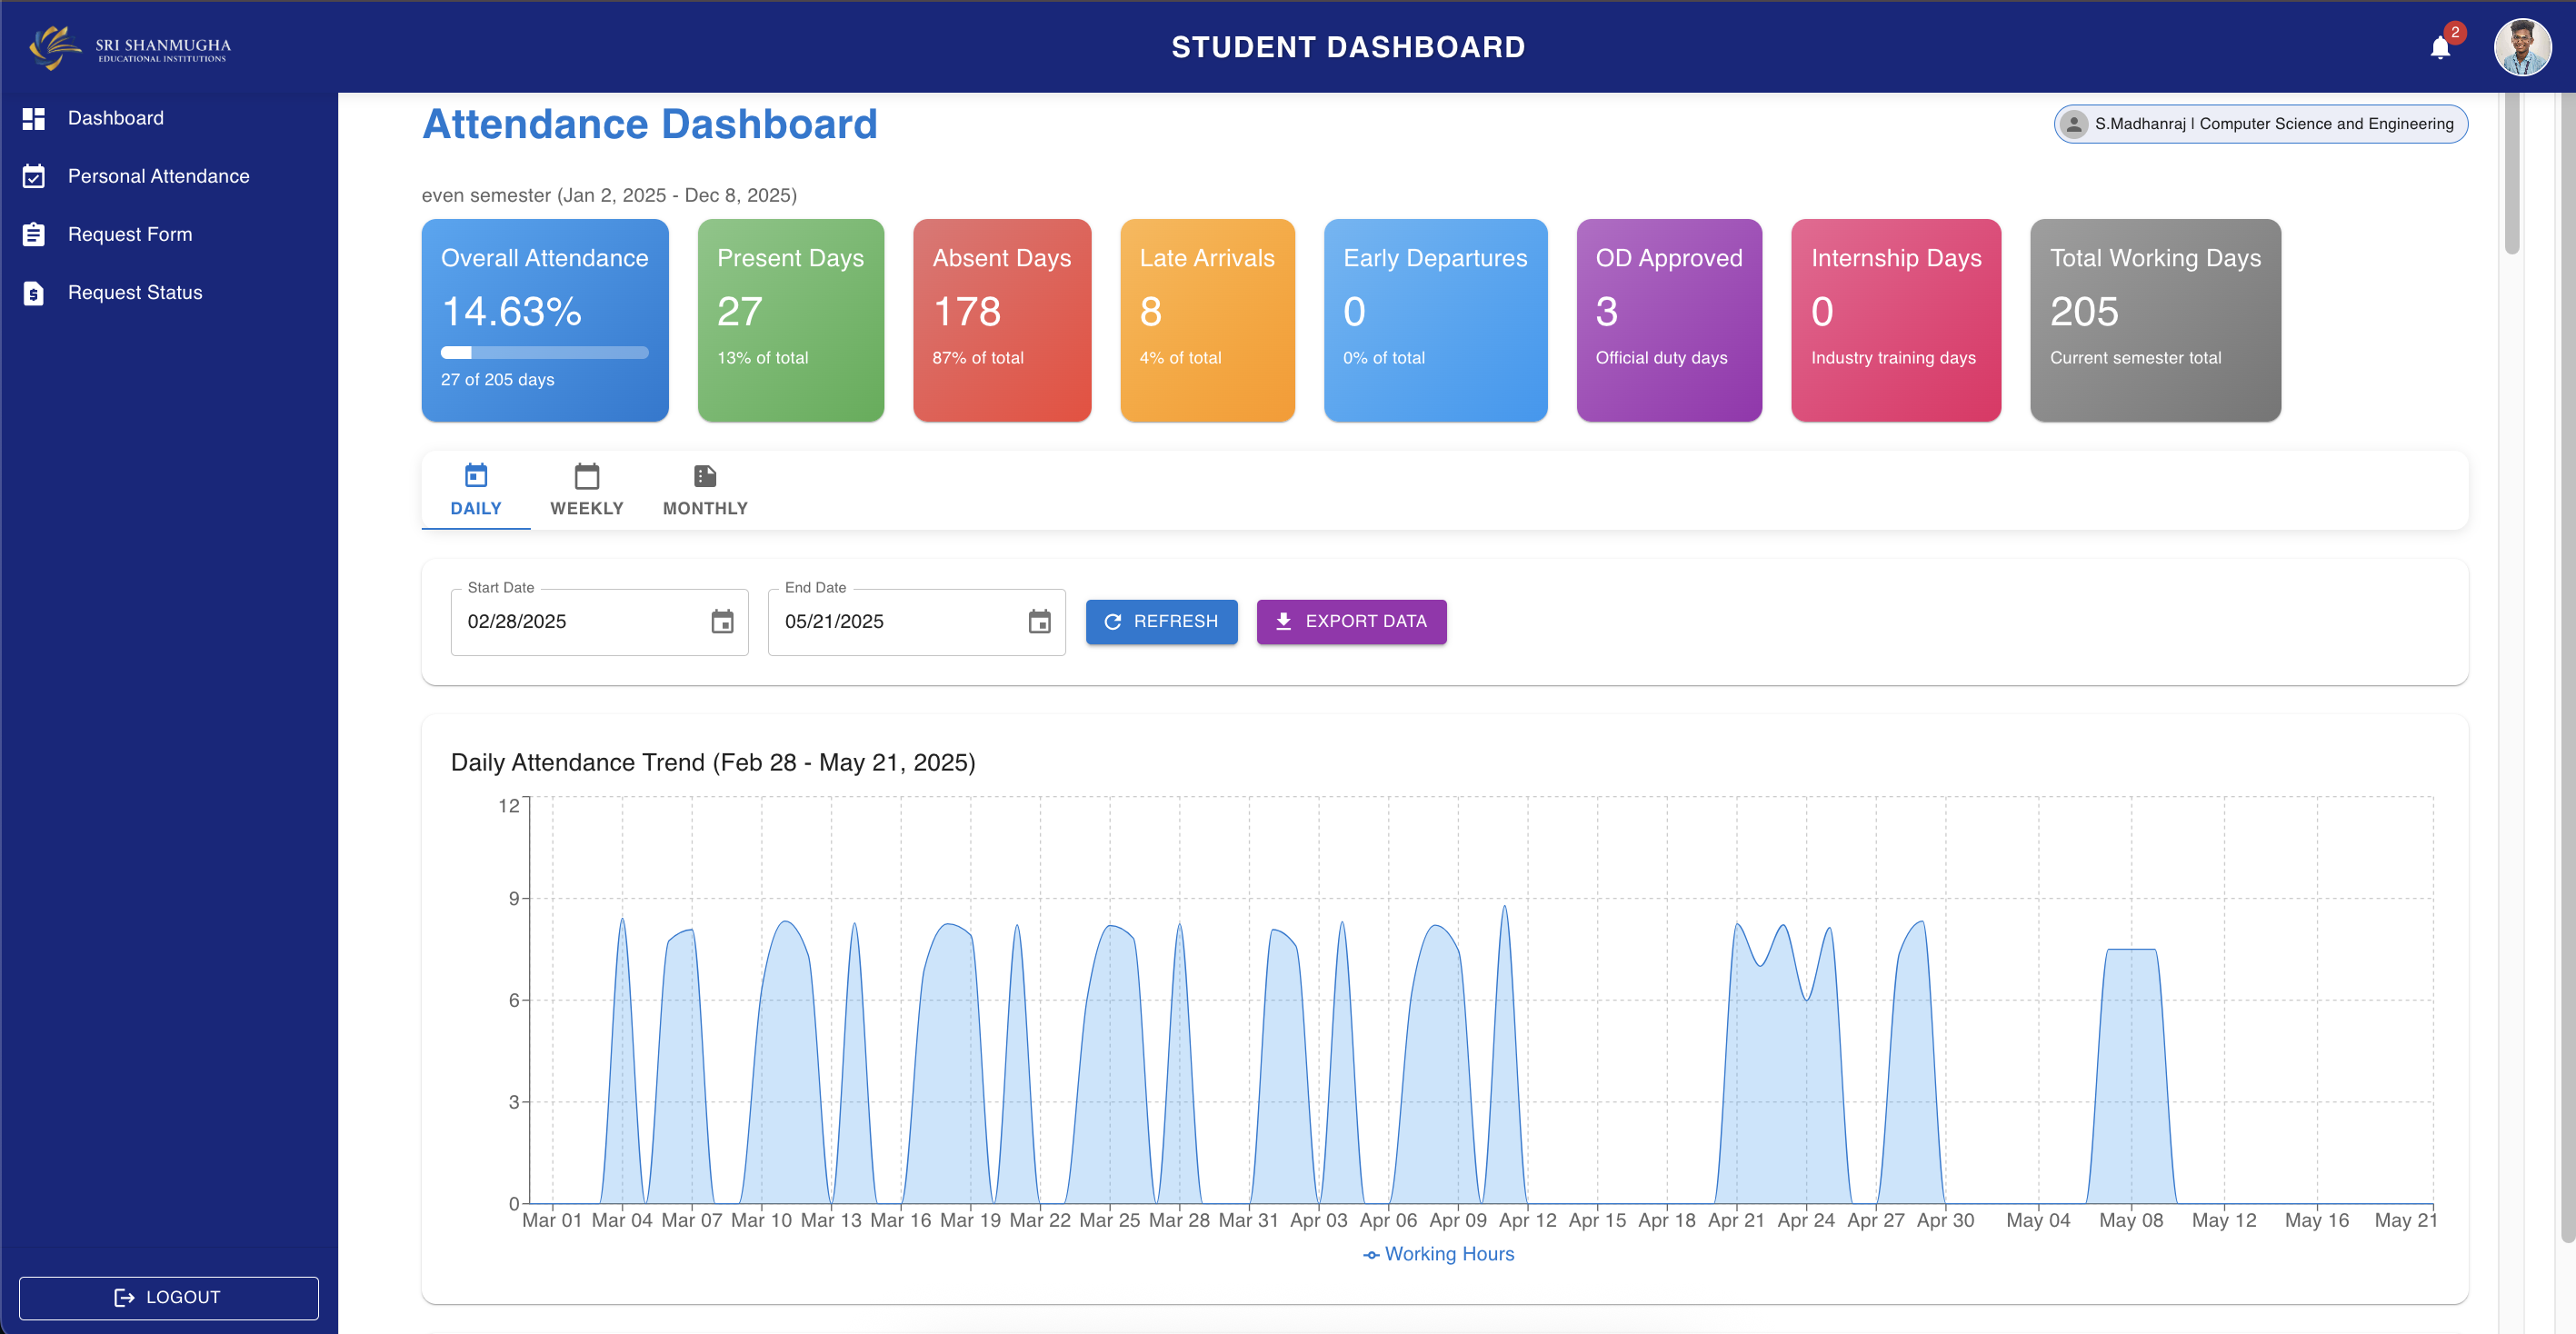 SRI SHANMUGHA
EDUCATIONAL INSTITUTIONS
STUDENT DASHBOARD
2
Dashboard
Personal Attendance
Request Form
Request Status
LOGOUT
Attendance Dashboard
S.Madhanraj | Computer Science and Engineering
even semester (Jan 2, 2025 - Dec 8, 2025)
Overall Attendance
14.63%
27 of 205 days
Present Days
27
13% of total
Absent Days
178
87% of total
Late Arrivals
8
4% of total
Early Departures
0
0% of total
OD Approved
3
Official duty days
Internship Days
0
Industry training days
Total Working Days
205
Current semester total
DAILY
WEEKLY
MONTHLY
Start Date
02/28/2025
End Date
05/21/2025
REFRESH
EXPORT DATA
Daily Attendance Trend (Feb 28 - May 21, 2025)
12
9
6
3
0
Mar 01 Mar 04 Mar 07 Mar 10 Mar 13 Mar 16 Mar 19 Mar 22 Mar 25 Mar 28 Mar 31 Apr 03 Apr 06 Apr 09 Apr 12 Apr 15 Apr 18 Apr 21 Apr 24 Apr 27 Apr 30 May 04 May 08 May 12 May 16 May 21
Working Hours